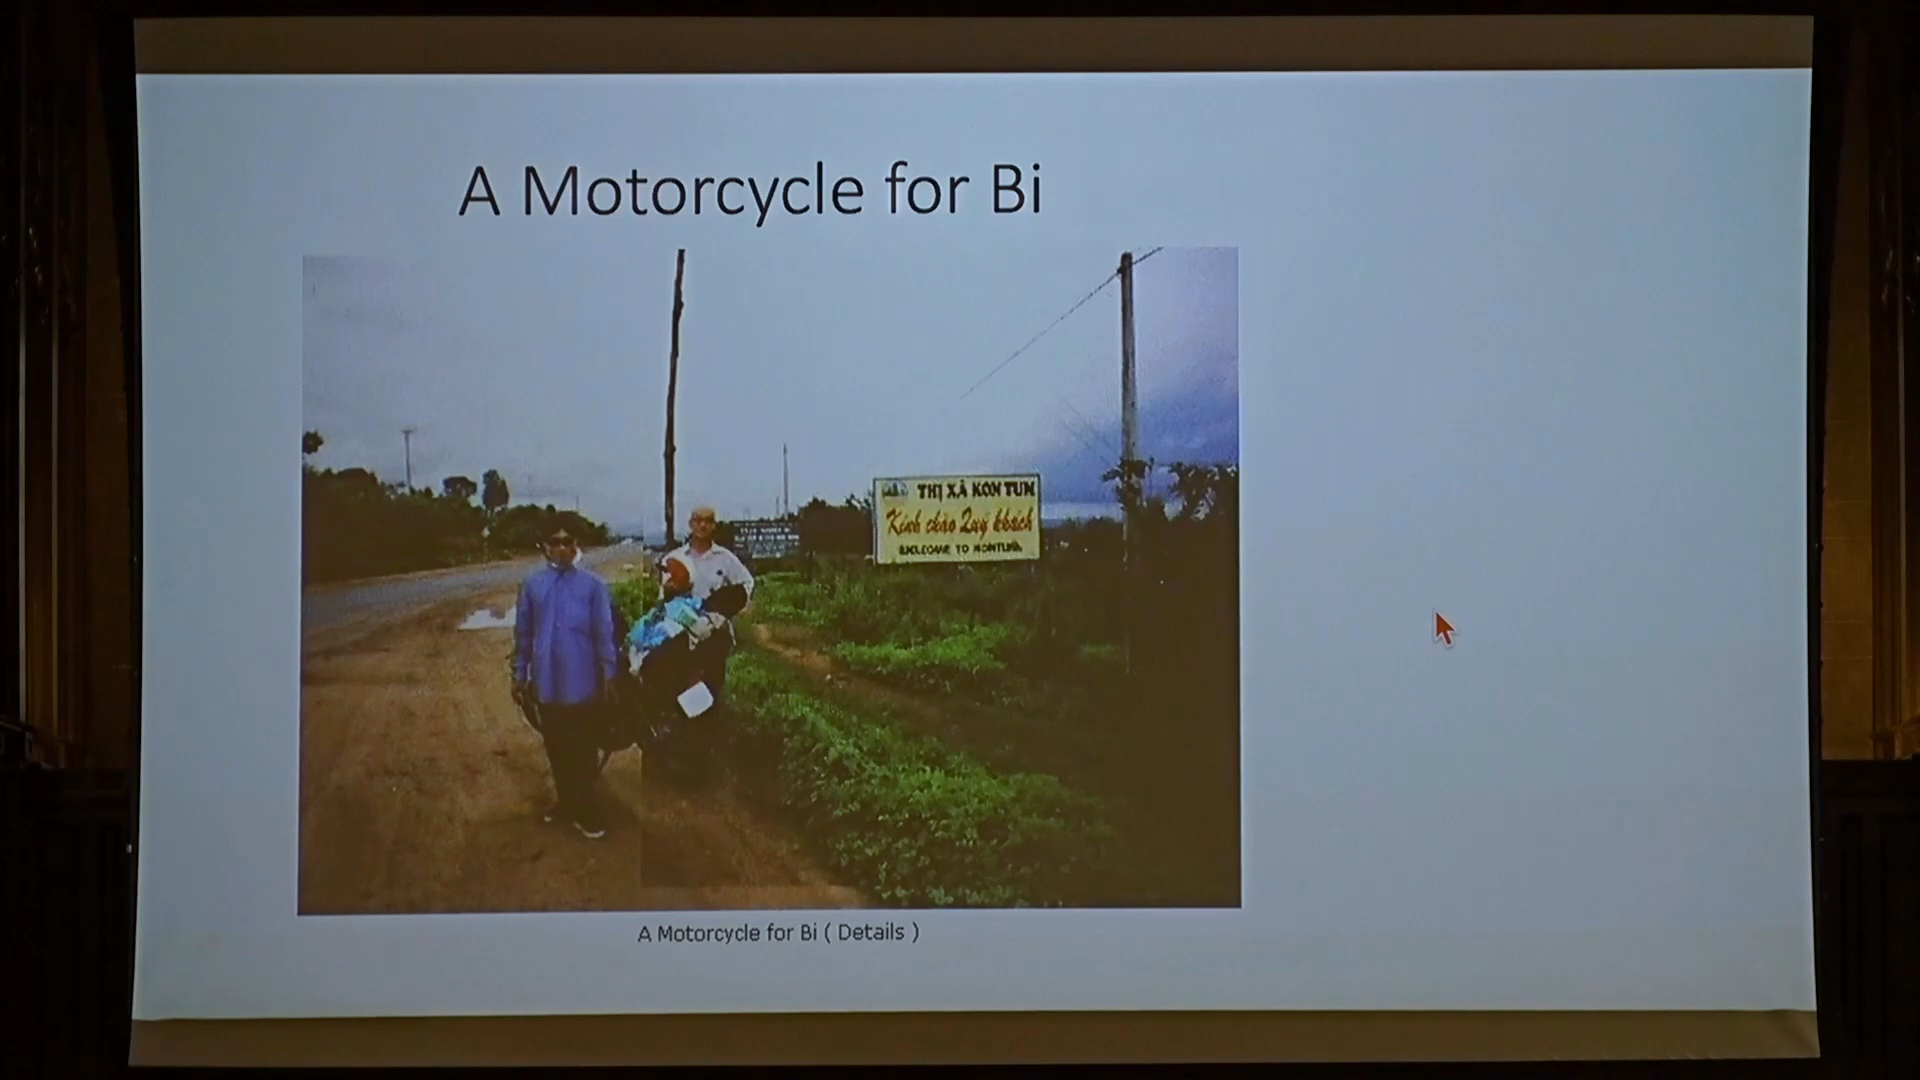 A Motorcycle for Bi
THỊ XÃ KON TUM
Kính chào Quý khách
WELCOME TO KONTUM
A Motorcycle for Bi ( Details )